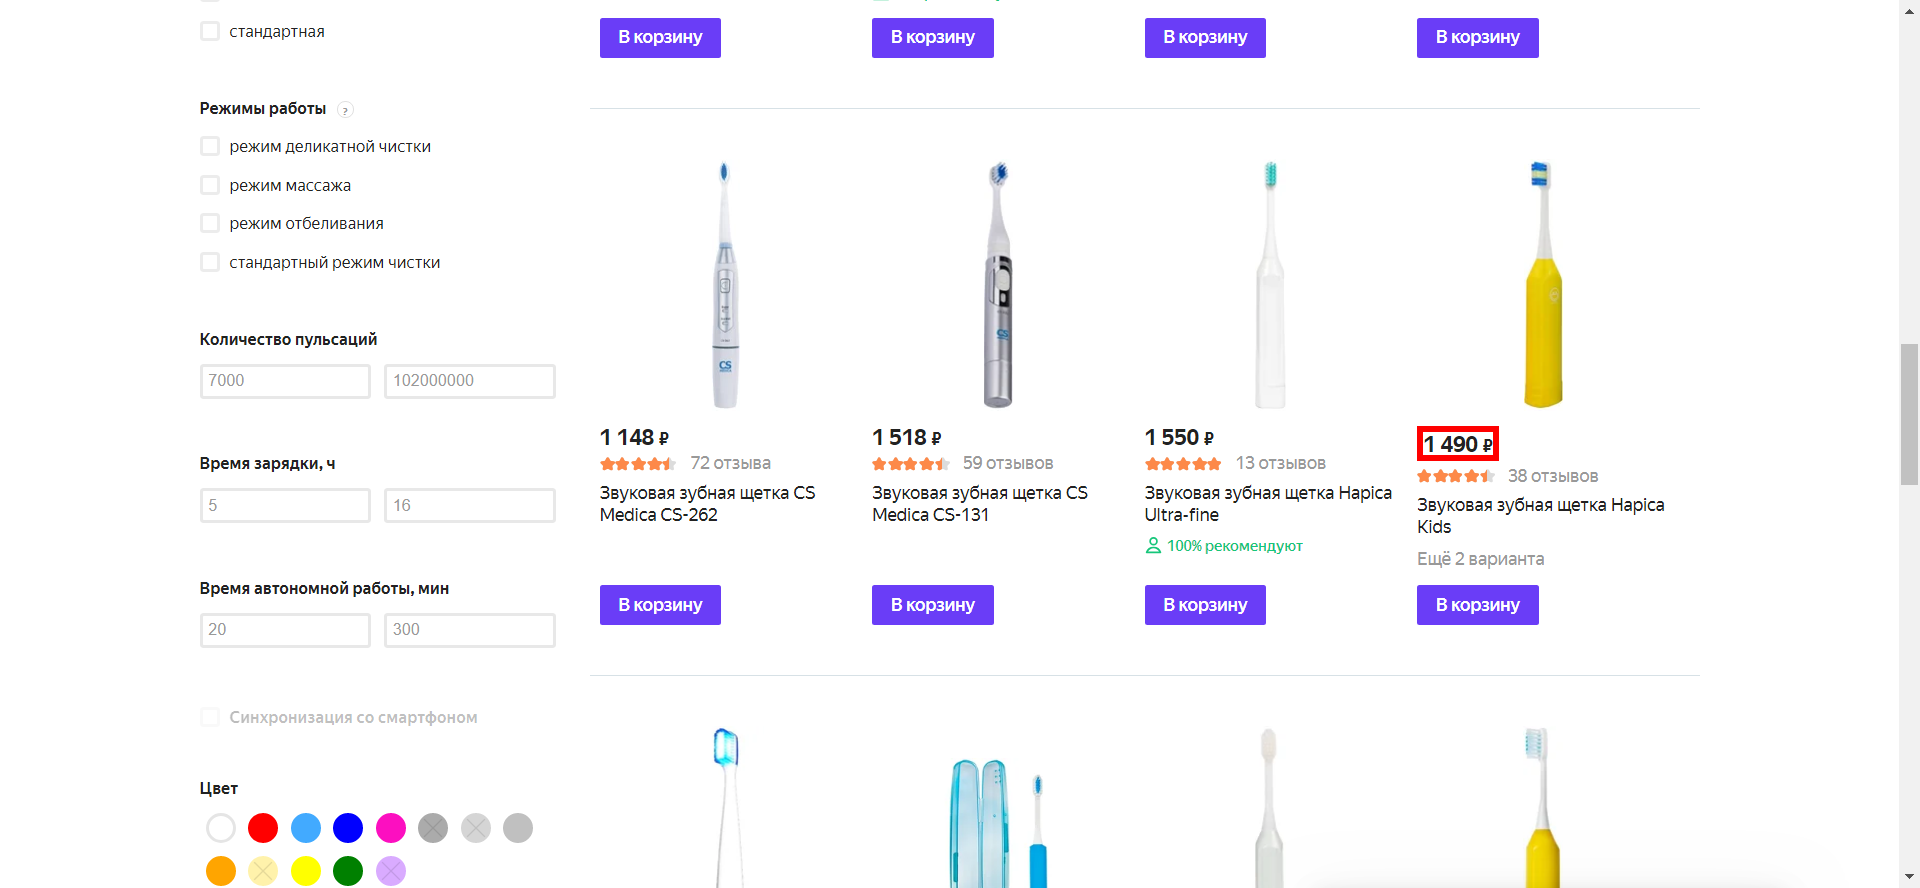 стандартная
Режимы работы ?
режим деликатной чистки
режим массажа
режим отбеливания
стандартный режим чистки
Количество пульсаций
7000 102000000
Время зарядки, ч
5 16
Время автономной работы, мин
20 300
Синхронизация со смартфоном
Цвет
В корзину В корзину В корзину В корзину
CS
CS
1 148 ₽
72 отзыва
Звуковая зубная щетка CS
Medica CS-262
В корзину
1 518 ₽
59 отзывов
Звуковая зубная щетка CS
Medica CS-131
В корзину
1 550 ₽
13 отзывов
Звуковая зубная щетка Hapica
Ultra-fine
100% рекомендуют
В корзину
1 490 ₽
38 отзывов
Звуковая зубная щетка Hapica
Kids
Ещё 2 варианта
В корзину